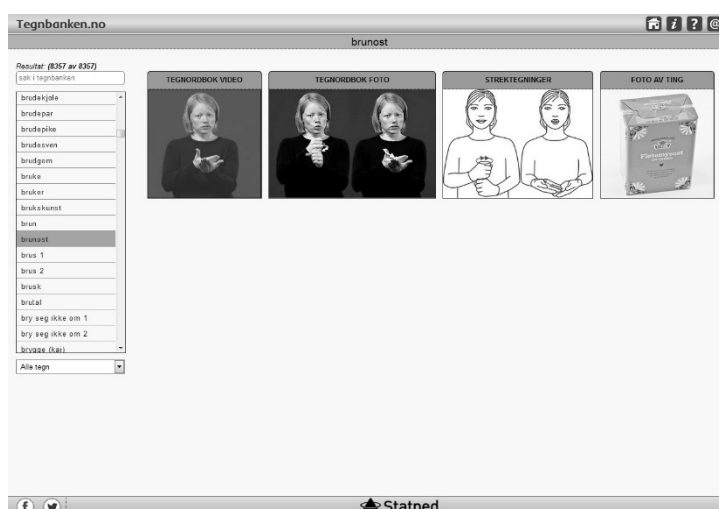 Tegnbanken.no
brunost
Resultat: (8357 av 8357)
søk i tegnbanken
brudekjole
brudepar
brudepike
brudesven
brudgom
bruke
bruker
brukskunst
brun
brunost
brus 1
brus 2
brusk
brutal
bry seg ikke om 1
bry seg ikke om 2
brygge (kai)
Alle tegn
TEGNORDBOK VIDEO
TEGNORDBOK FOTO
STREKTEGNINGER
FOTO AV TING
Fløtemysost
Statped